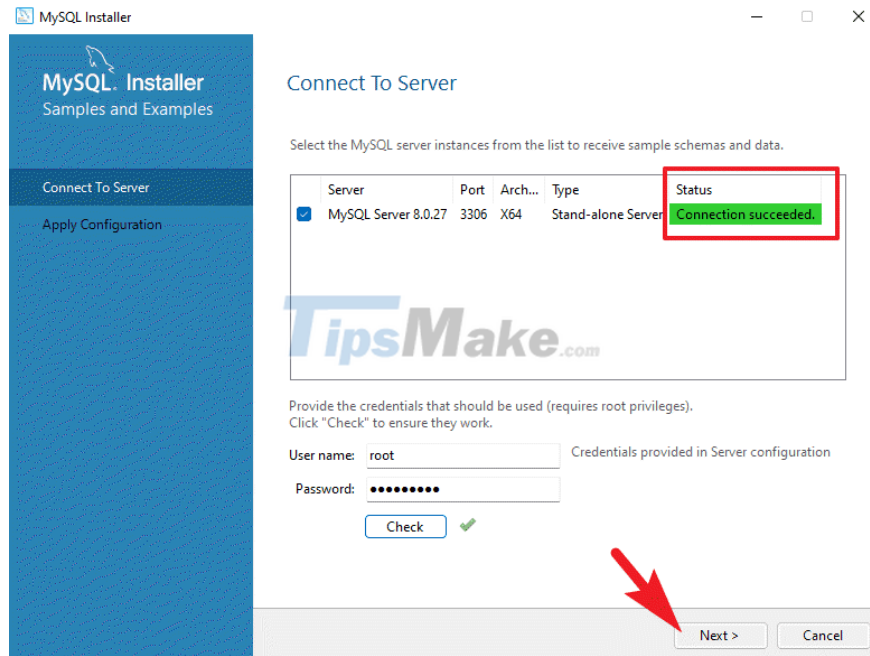 MySQL Installer
MySQL. Installer
Samples and Examples
Connect To Server
Apply Configuration
Connect To Server
Select the MySQL server instances from the list to receive sample schemas and data.
Server Port Arch... Type Status
MySQL Server 8.0.27 3306 X64 Stand-alone Server Connection succeeded.
TipsMake.com
Provide the credentials that should be used (requires root privileges).
Click "Check" to ensure they work.
User name: root Credentials provided in Server configuration
Password: •••••••••
Check
Next > Cancel